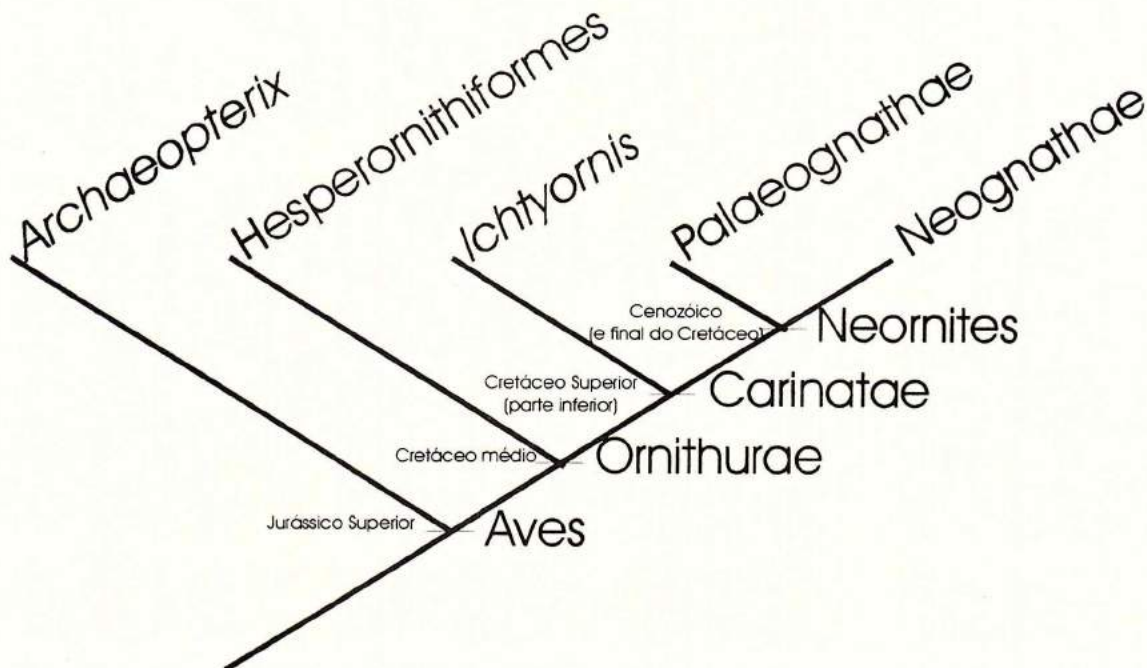 Archaeopterix
Hesperornithiformes
Ichtyornis
Palaeognathae
Neognathae
Cenozóico
(e final do Cretáceo)
Neornites
Cretáceo Superior
(parte inferior)
Carinatae
Cretáceo médio
Ornithurae
Jurássico Superior
Aves